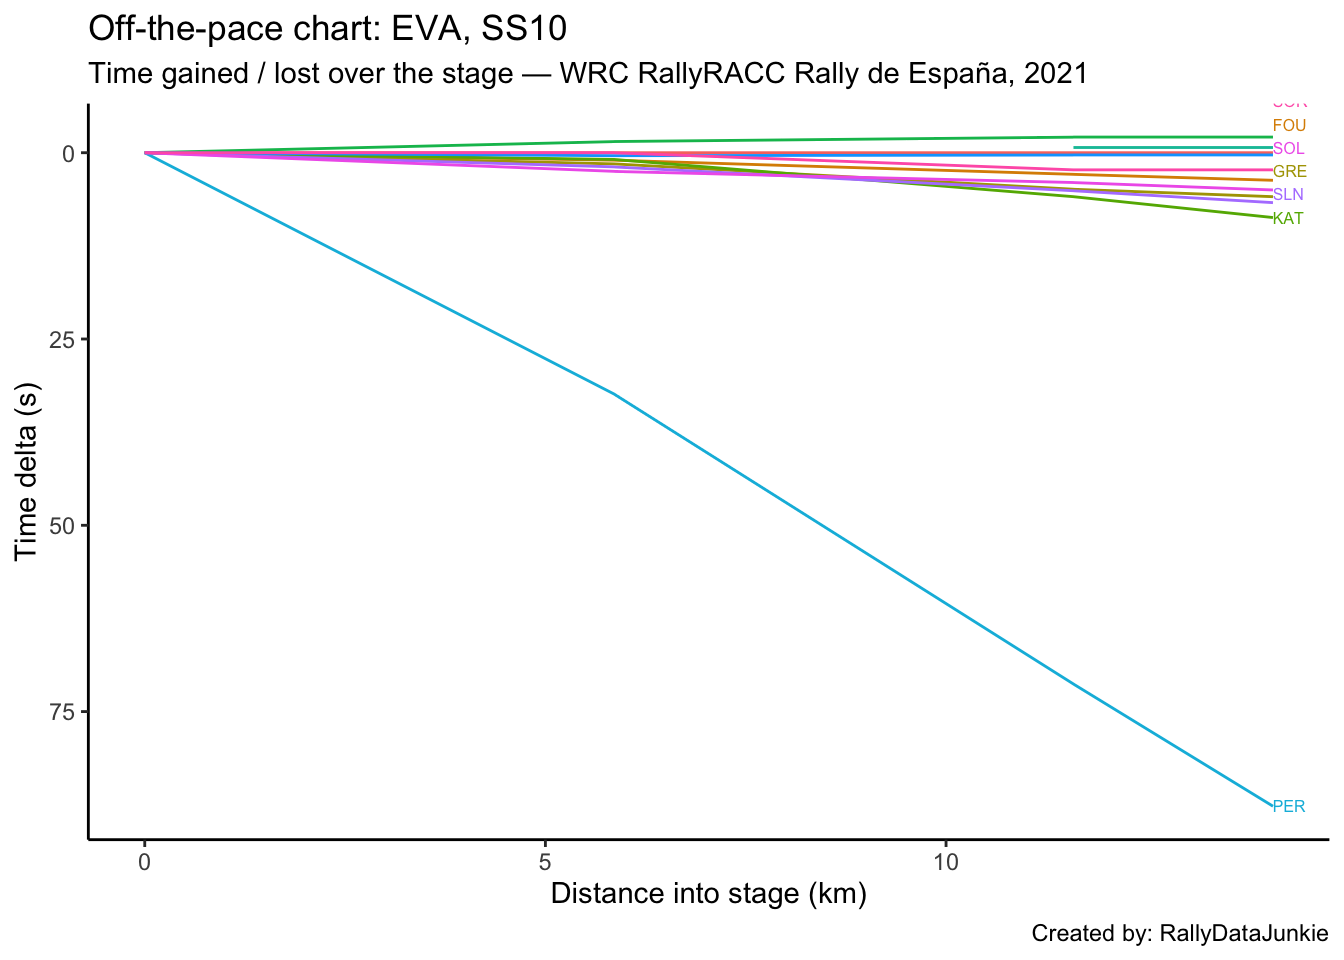 Off-the-pace chart: EVA, SS10
Time gained / lost over the stage — WRC RallyRACC Rally de España, 2021
FOU
SOL
GRE
SLN
KAT
PER
0
25
50
75
Time delta (s)
0
5
10
Distance into stage (km)
Created by: RallyDataJunkie